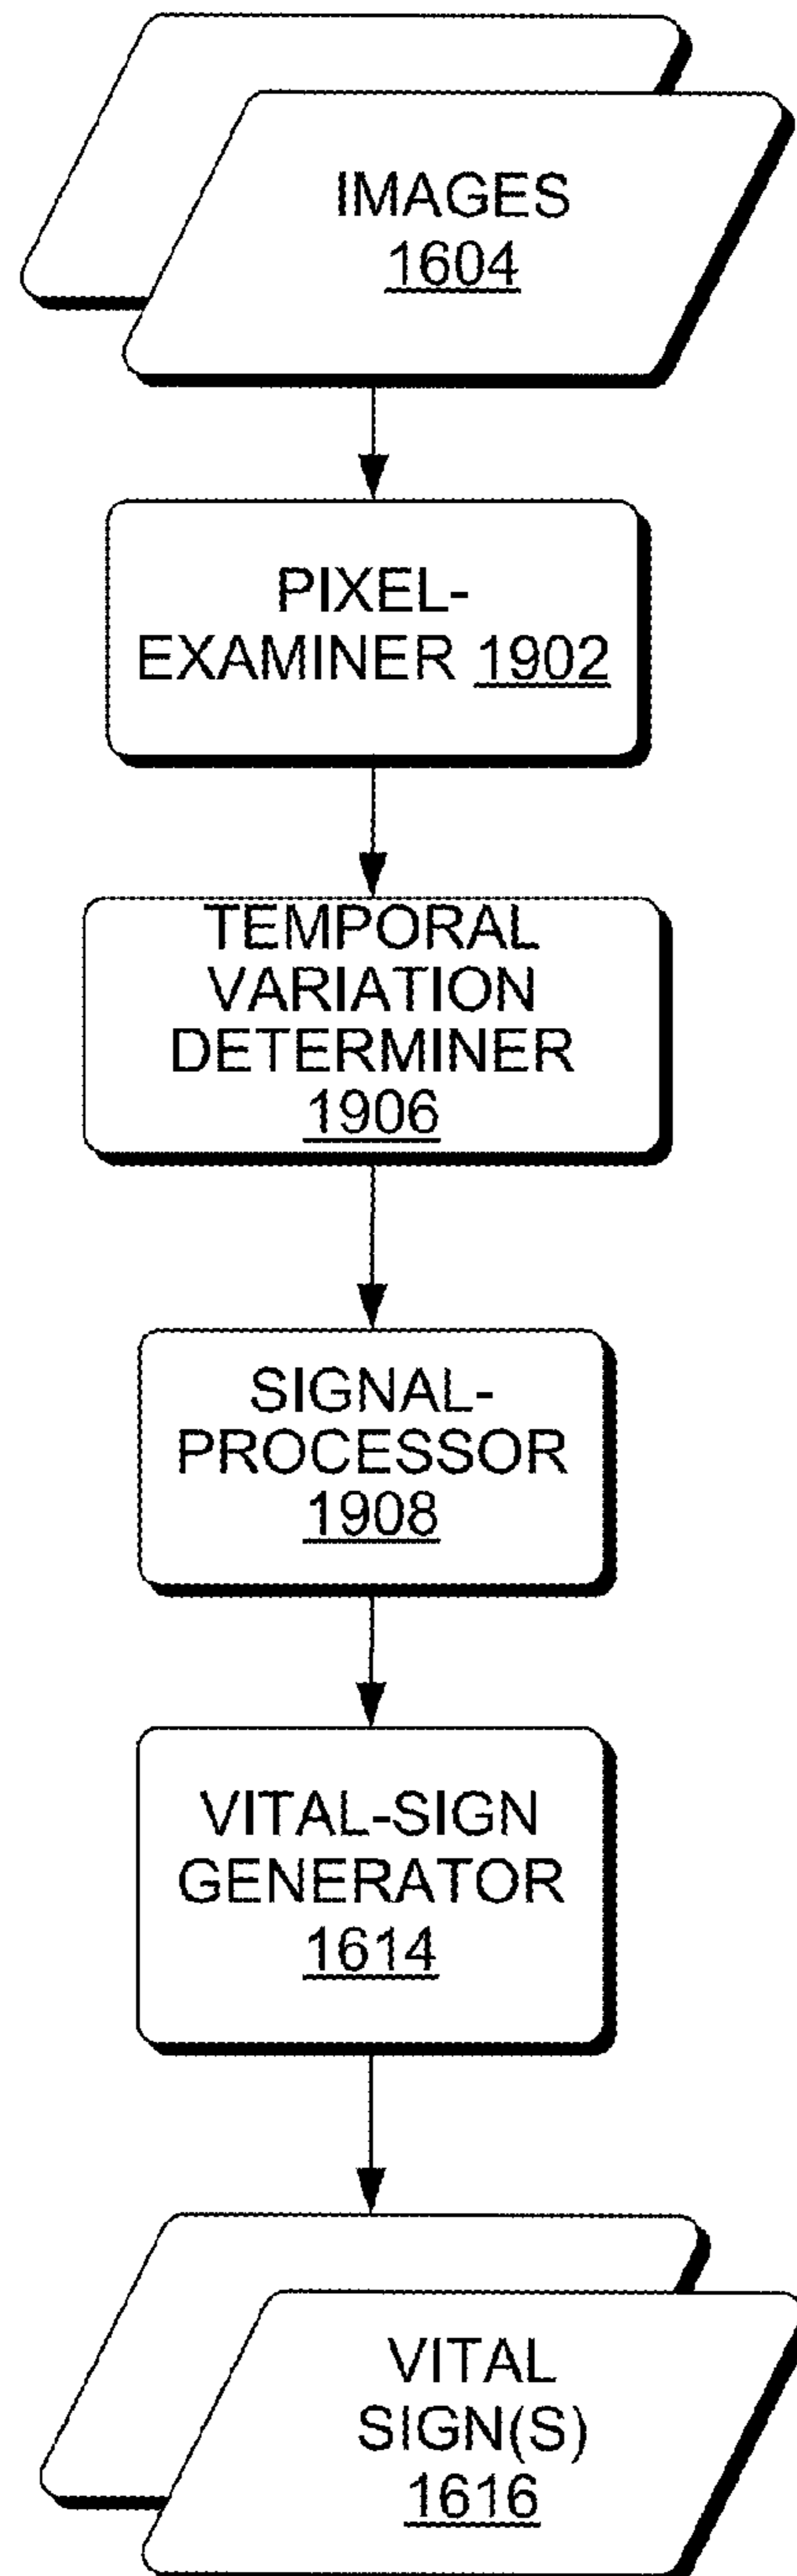 IMAGES
1604
PIXEL-
EXAMINER 1902
TEMPORAL
VARIATION
DETERMINER
1906
SIGNAL-
PROCESSOR
1908
VITAL-SIGN
GENERATOR
1614
VITAL
SIGN(S)
1616